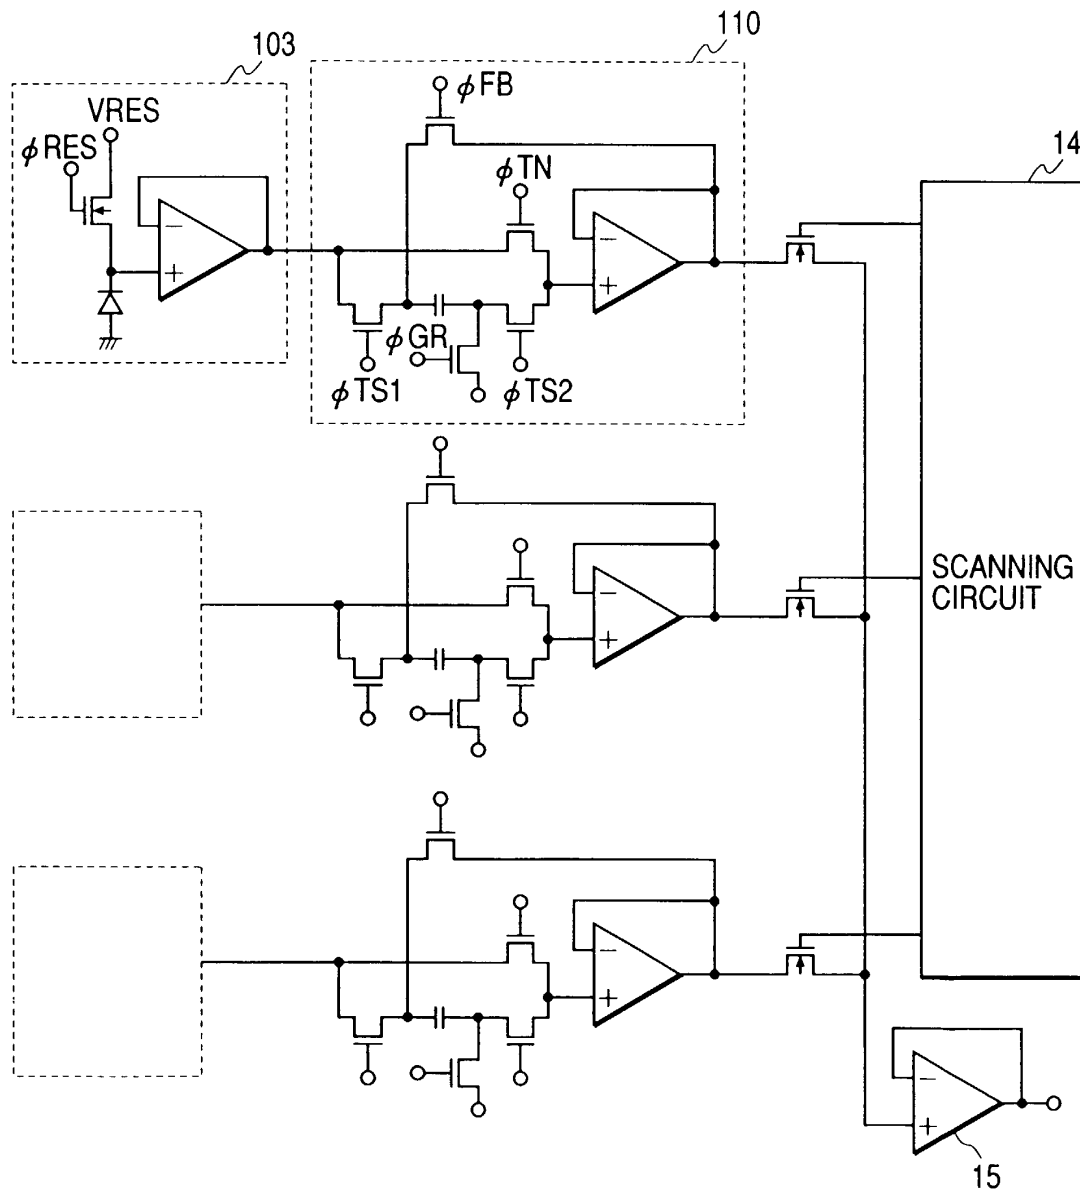 103
110
VRES
φRES
φFB
φTN
14
φGR
φTS1
φTS2
SCANNING
CIRCUIT
15